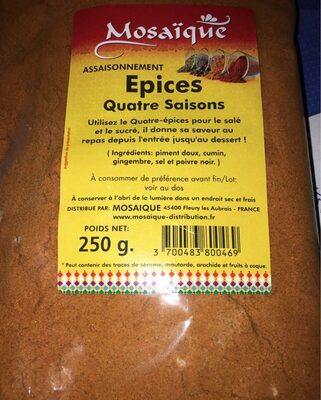 Mosaïque
ASSAISONNEMENT
Epices
Quatre Saisons
Utilisez le Quatre-épices pour le salé
et le sucré, il donne sa saveur au
repas depuis l'entrée jusqu'au dessert !
( Ingrédients: piment doux, cumin,
gingembre, sel et poivre noir. )
À consommer de préférence avant fin/Lot:
voir au dos
À conserver à l'abri de la lumière dans un endroit sec et frais
DISTRIBUÉ PAR: MOSAIQUE 45400 Fleury les Aubrais - FRANCE
www.mosaique-distribution.fr
POIDS NET:
250 g.
3 700483 800469
* Peut contenir des traces de sésame, moutarde, arachide et fruits à coque.